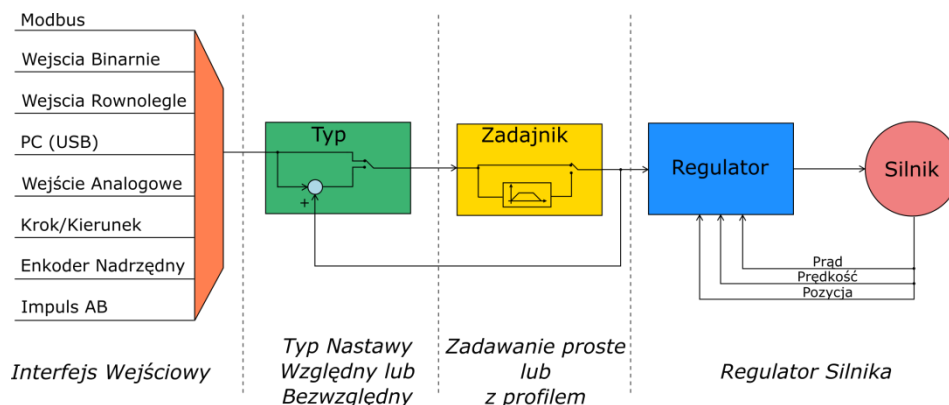 Modbus
Wejscia Binarnie
Wejscia Rownolegle
PC (USB)
Wejście Analogowe
Krok/Kierunek
Enkoder Nadrzędny
Impuls AB
Typ
+
Zadajnik
Regulator
Silnik
Prąd
Prędkość
Pozycja
Interfejs Wejściowy
Typ Nastawy
Względny lub
Bezwzględny
Zadawanie proste
lub
z profilem
Regulator Silnika